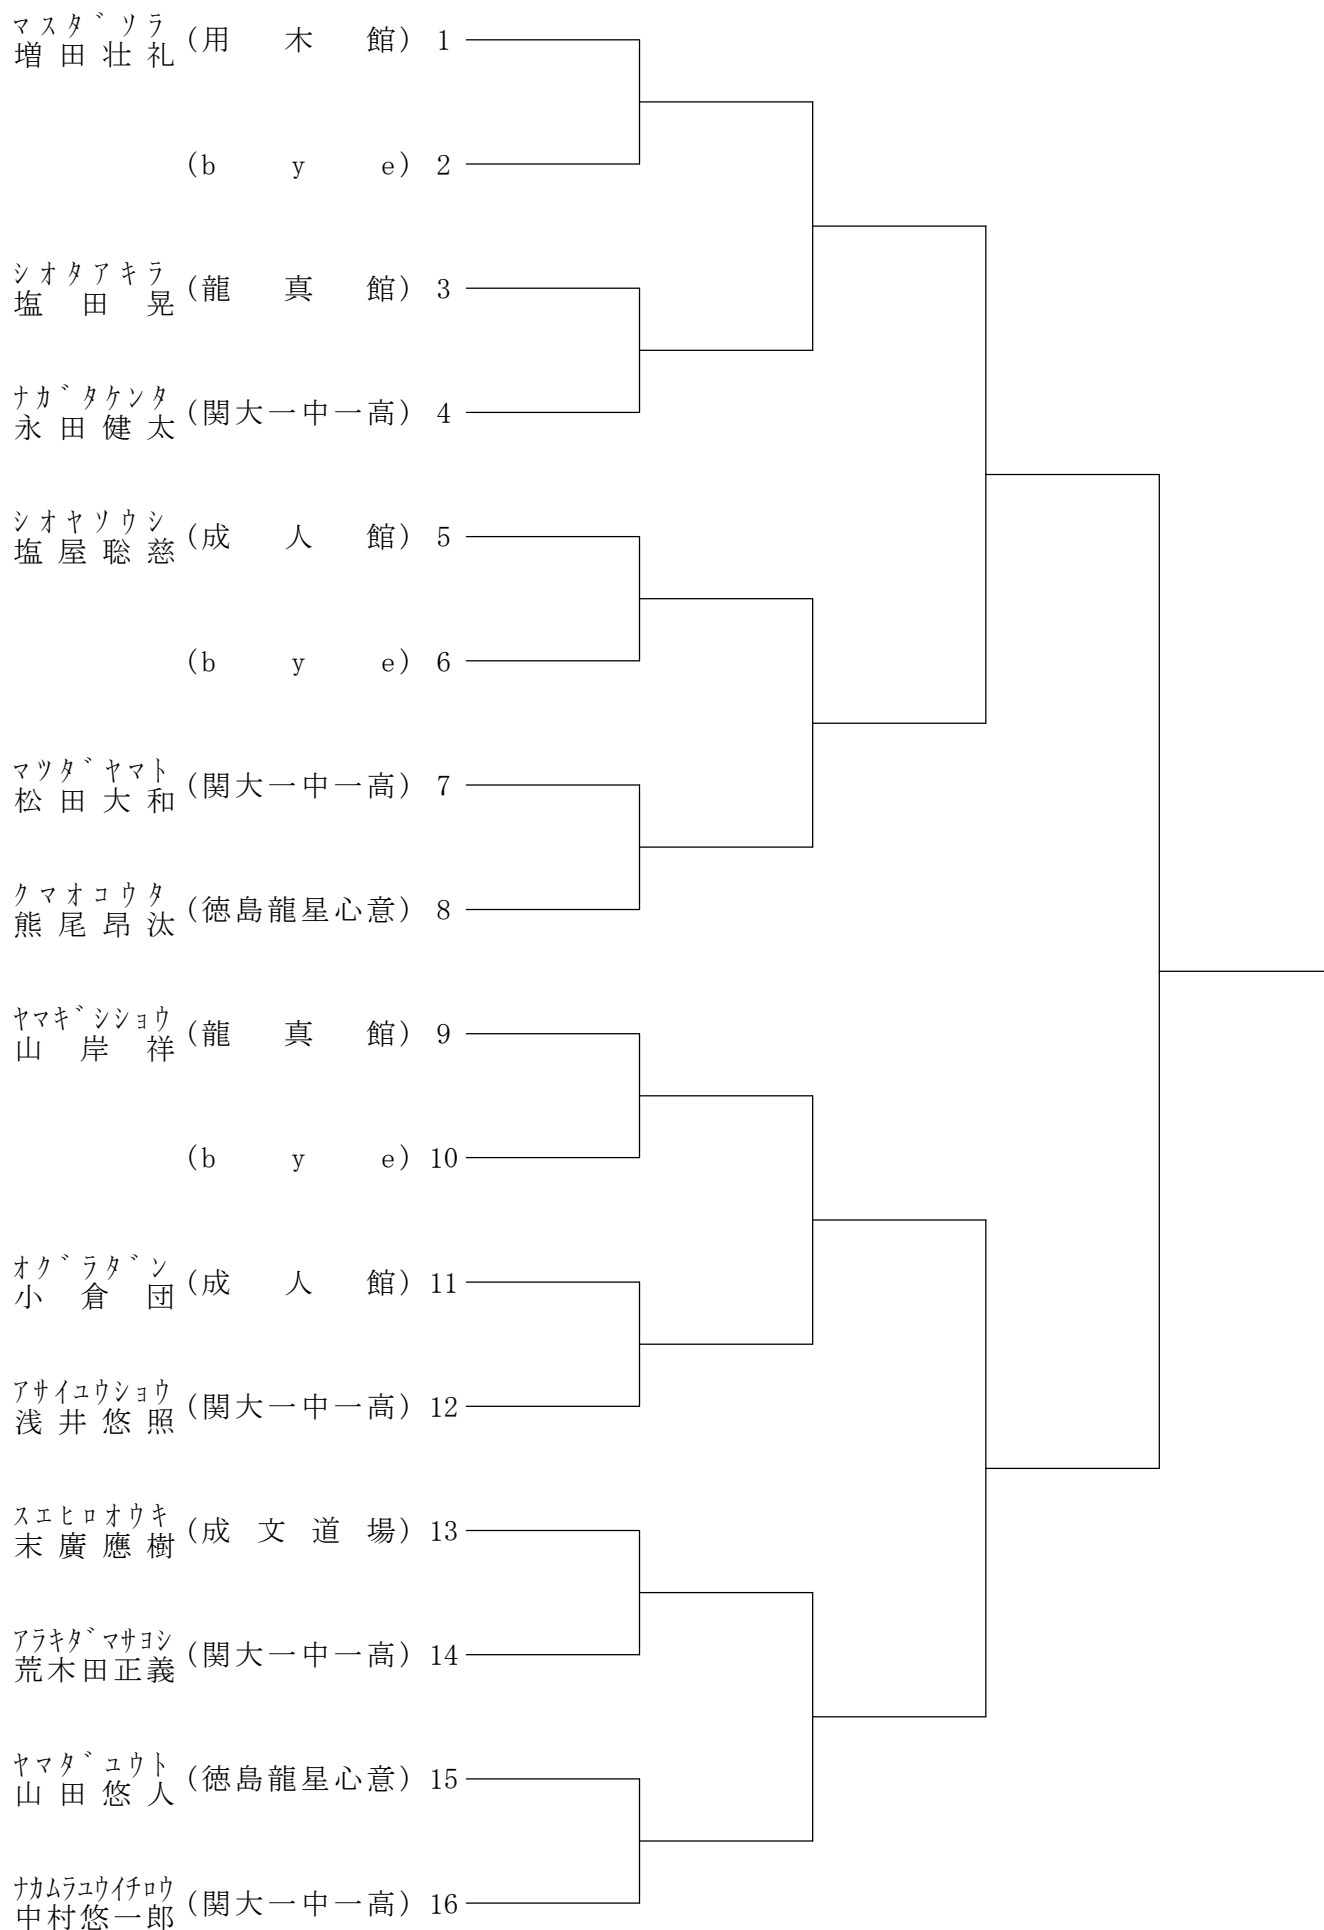 マスタ゛ソラ
増田壮礼 (用木館) 1
(bye) 2
シオタアキラ
塩田晃 (龍真館) 3
ナカ゛タケンタ
永田健太 (関大一中一高) 4
シオヤソウシ
塩屋聡慈 (成人館) 5
(bye) 6
マツタ゛ヤマト
松田大和 (関大一中一高) 7
クマオコウタ
熊尾昂汰 (徳島龍星心意) 8
ヤマキ゛シショウ
山岸祥 (龍真館) 9
(bye) 10
オク゛ラタ゛ン
小倉団 (成人館) 11
アサイユウショウ
浅井悠照 (関大一中一高) 12
スエヒロオウキ
末廣應樹 (成文道場) 13
アラキタ゛マサヨシ
荒木田正義 (関大一中一高) 14
ヤマタ゛ユウト
山田悠人 (徳島龍星心意) 15
ナカムラユウイチロウ
中村悠一郎 (関大一中一高) 16